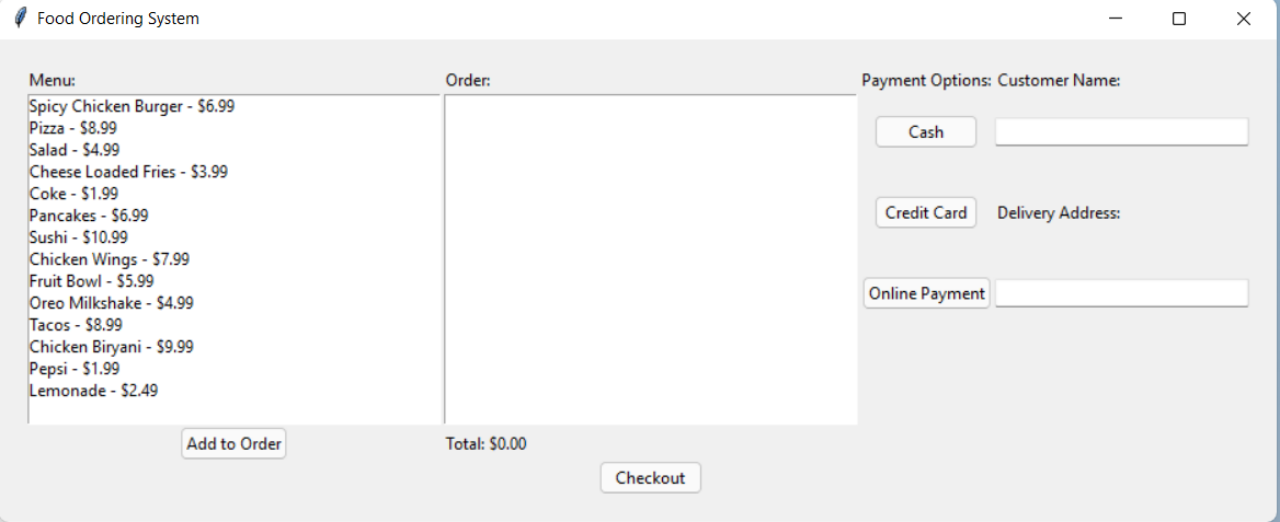 Food Ordering System
Menu:
Spicy Chicken Burger - $6.99
Pizza - $8.99
Salad - $4.99
Cheese Loaded Fries - $3.99
Coke - $1.99
Pancakes - $6.99
Sushi - $10.99
Chicken Wings - $7.99
Fruit Bowl - $5.99
Oreo Milkshake - $4.99
Tacos - $8.99
Chicken Biryani - $9.99
Pepsi - $1.99
Lemonade - $2.49
Add to Order
Order:
Total: $0.00
Checkout
Payment Options:
Cash
Credit Card
Online Payment
Customer Name:
Delivery Address: